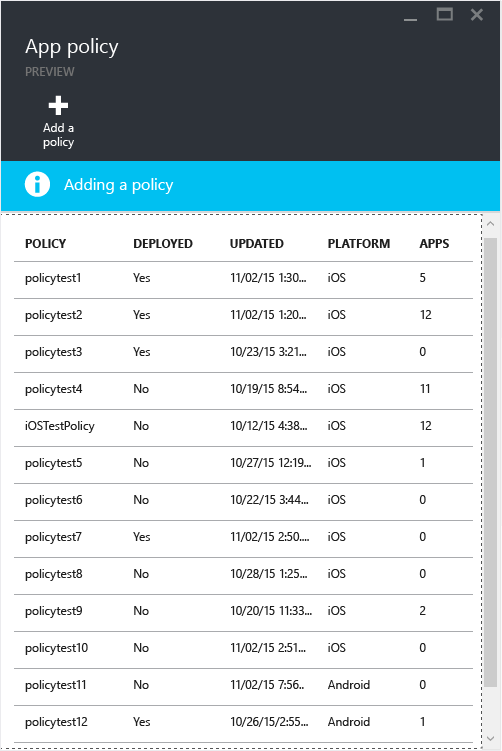 App policy
PREVIEW
Add a
policy
Adding a policy
POLICY DEPLOYED UPDATED PLATFORM APPS
policytest1 Yes 11/02/15 1:30... iOS 5
policytest2 Yes 11/02/15 1:20... iOS 12
policytest3 Yes 10/23/15 3:21... iOS 0
policytest4 No 10/19/15 8:54... iOS 11
iOSTestPolicy No 10/12/15 4:38... iOS 12
policytest5 No 10/27/15 12:19... iOS 1
policytest6 No 10/22/15 3:44... iOS 0
policytest7 Yes 11/02/15 2:50.... iOS 0
policytest8 No 10/28/15 1:25... iOS 0
policytest9 No 10/20/15 11:33... iOS 2
policytest10 No 11/02/15 2:51... iOS 0
policytest11 No 11/02/15 7:56.. Android 0
policytest12 Yes 10/26/15/2:55... Android 1